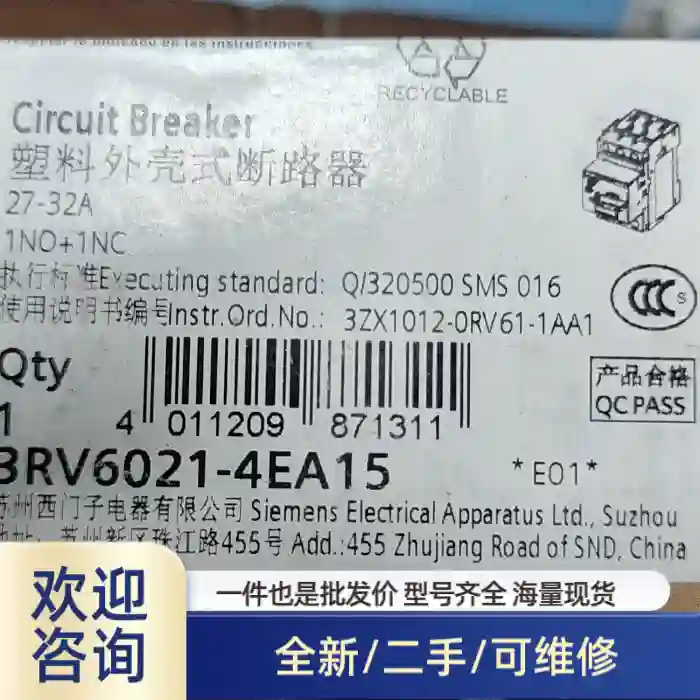 RECYCLABLE
Circuit Breaker
塑料外壳式断路器
27-32A
1NO+1NC
执行标准Executing standard: Q/320500 SMS 016
使用说明书编号Instr.Ord.No.: 3ZX1012-0RV61-1AA1
CCC S
Qty
1
4 011209 871311
产品合格
QC PASS
3RV6021-4EA15
*E01*
苏州西门子电器有限公司 Siemens Electrical Apparatus Ltd., Suzhou
地址: 苏州新区珠江路455号 Add.:455 Zhujiang Road of SND, China
欢迎
咨询
一件也是批发价 型号齐全 海量现货
全新/二手/可维修